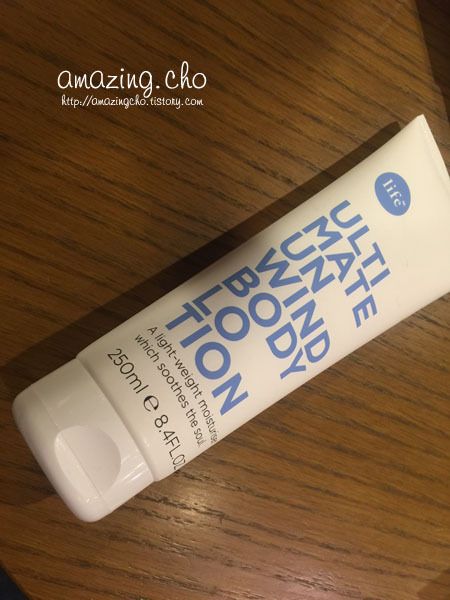 amazing.cho
http://amazingcho.tistory.com
life
ULTI
MATE
UN
WIND
BODY
LO
TION
A light-weight moisturise
which soothes the soul.
250ml e 8.4FL.OZ